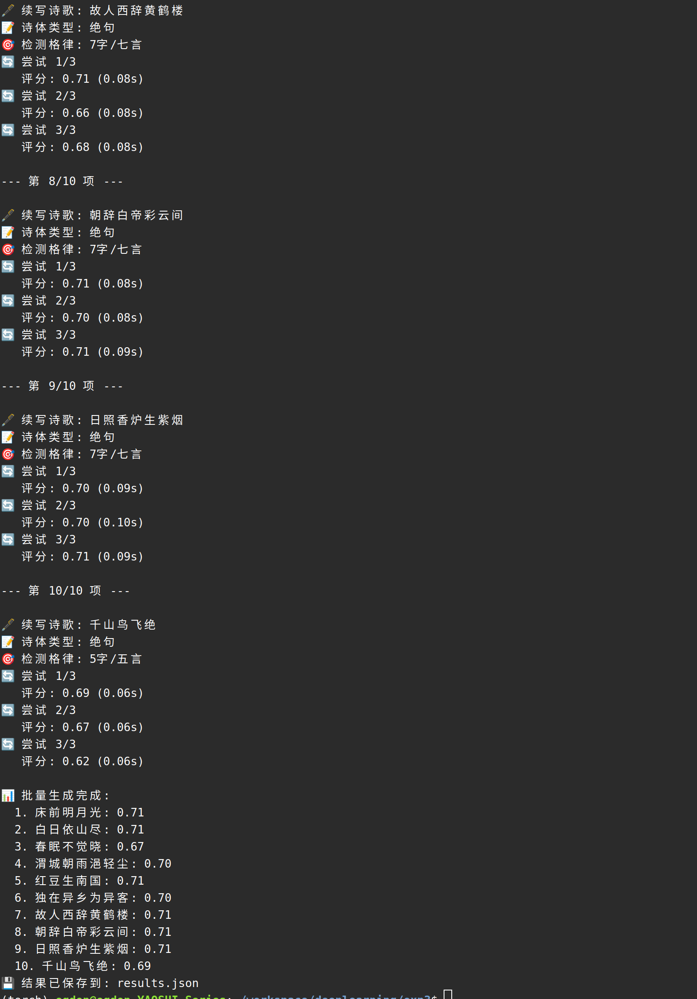 🖋️ 续写诗歌: 故人西辞黄鹤楼
📝 诗体类型: 绝句
🎯 检测格律: 7字/七言
🔄 尝试 1/3
评分: 0.71 (0.08s)
🔄 尝试 2/3
评分: 0.66 (0.08s)
🔄 尝试 3/3
评分: 0.68 (0.08s)
--- 第 8/10 项 ---
🖋️ 续写诗歌: 朝辞白帝彩云间
📝 诗体类型: 绝句
🎯 检测格律: 7字/七言
🔄 尝试 1/3
评分: 0.71 (0.08s)
🔄 尝试 2/3
评分: 0.70 (0.08s)
🔄 尝试 3/3
评分: 0.71 (0.09s)
--- 第 9/10 项 ---
🖋️ 续写诗歌: 日照香炉生紫烟
📝 诗体类型: 绝句
🎯 检测格律: 7字/七言
🔄 尝试 1/3
评分: 0.70 (0.09s)
🔄 尝试 2/3
评分: 0.70 (0.10s)
🔄 尝试 3/3
评分: 0.71 (0.09s)
--- 第 10/10 项 ---
🖋️ 续写诗歌: 千山鸟飞绝
📝 诗体类型: 绝句
🎯 检测格律: 5字/五言
🔄 尝试 1/3
评分: 0.69 (0.06s)
🔄 尝试 2/3
评分: 0.67 (0.06s)
🔄 尝试 3/3
评分: 0.62 (0.06s)
📊 批量生成完成:
1. 床前明月光: 0.71
2. 白日依山尽: 0.71
3. 春眠不觉晓: 0.67
4. 渭城朝雨浥轻尘: 0.70
5. 红豆生南国: 0.71
6. 独在异乡为异客: 0.70
7. 故人西辞黄鹤楼: 0.71
8. 朝辞白帝彩云间: 0.71
9. 日照香炉生紫烟: 0.71
10. 千山鸟飞绝: 0.69
💾 结果已保存到: results.json
(torch)